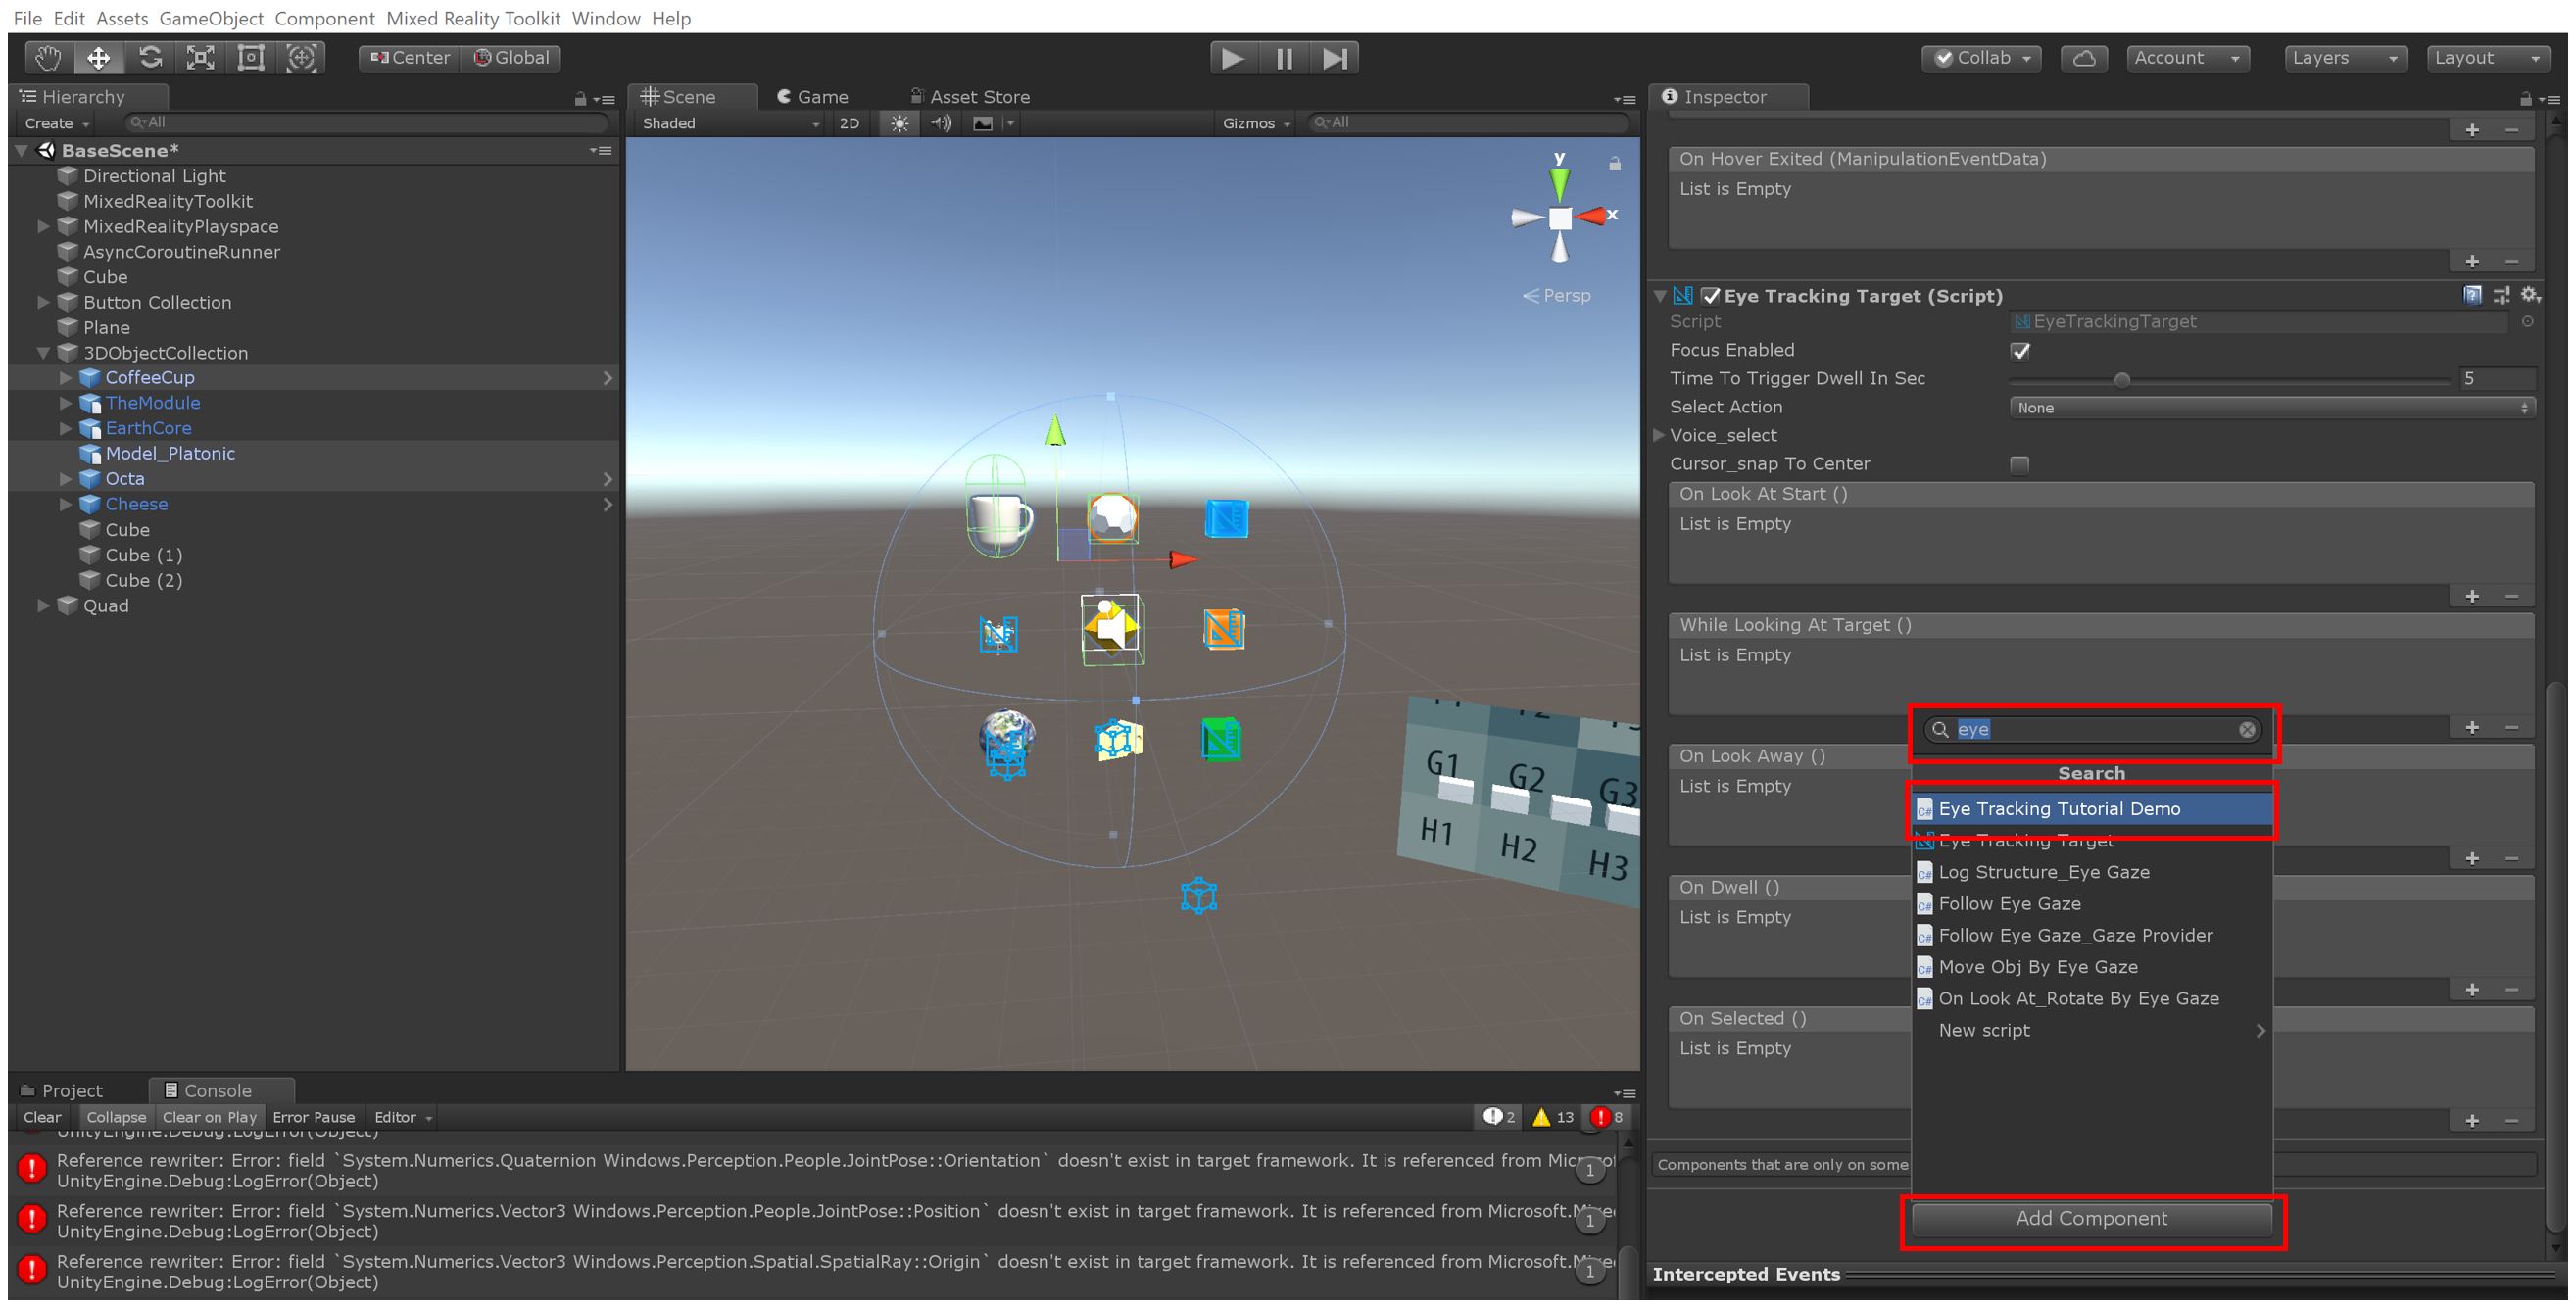 File Edit Assets GameObject Component Mixed Reality Toolkit Window Help
Center Global
Collab Account Layers Layout
Hierarchy
Create All
BaseScene*
Directional Light
MixedRealityToolkit
MixedRealityPlayspace
AsyncCoroutineRunner
Cube
Button Collection
Plane
3DObjectCollection
CoffeeCup
TheModule
EarthCore
Model_Platonic
Octa
Cheese
Cube
Cube (1)
Cube (2)
Quad
Scene Game Asset Store
Shaded 2D Gizmos All
y
x
Persp
G1 G2 G3
H1 H2 H3
Inspector
On Hover Exited (ManipulationEventData)
List is Empty
Eye Tracking Target (Script)
Script EyeTrackingTarget
Focus Enabled
Time To Trigger Dwell In Sec 5
Select Action None
Voice_select
Cursor_snap To Center
On Look At Start ()
List is Empty
While Looking At Target ()
List is Empty
On Look Away ()
List is Empty
On Dwell ()
List is Empty
On Selected ()
List is Empty
Components that are only on some
eye
Search
Eye Tracking Tutorial Demo
Eye Tracking Target
Log Structure_Eye Gaze
Follow Eye Gaze
Follow Eye Gaze_Gaze Provider
Move Obj By Eye Gaze
On Look At_Rotate By Eye Gaze
New script
Add Component
Intercepted Events
Project Console
Clear Collapse Clear on Play Error Pause Editor 2 13 8
UnityEngine.Debug:LogError(Object)
Reference rewriter: Error: field `System.Numerics.Quaternion Windows.Perception.People.JointPose::Orientation` doesn't exist in target framework. It is referenced from 1
UnityEngine.Debug:LogError(Object)
Reference rewriter: Error: field `System.Numerics.Vector3 Windows.Perception.People.JointPose::Position` doesn't exist in target framework. It is referenced from Microsoft. 1
UnityEngine.Debug:LogError(Object)
Reference rewriter: Error: field `System.Numerics.Vector3 Windows.Perception.Spatial.SpatialRay::Origin` doesn't exist in target framework. It is referenced from Microsoft. 1
UnityEngine.Debug:LogError(Object)